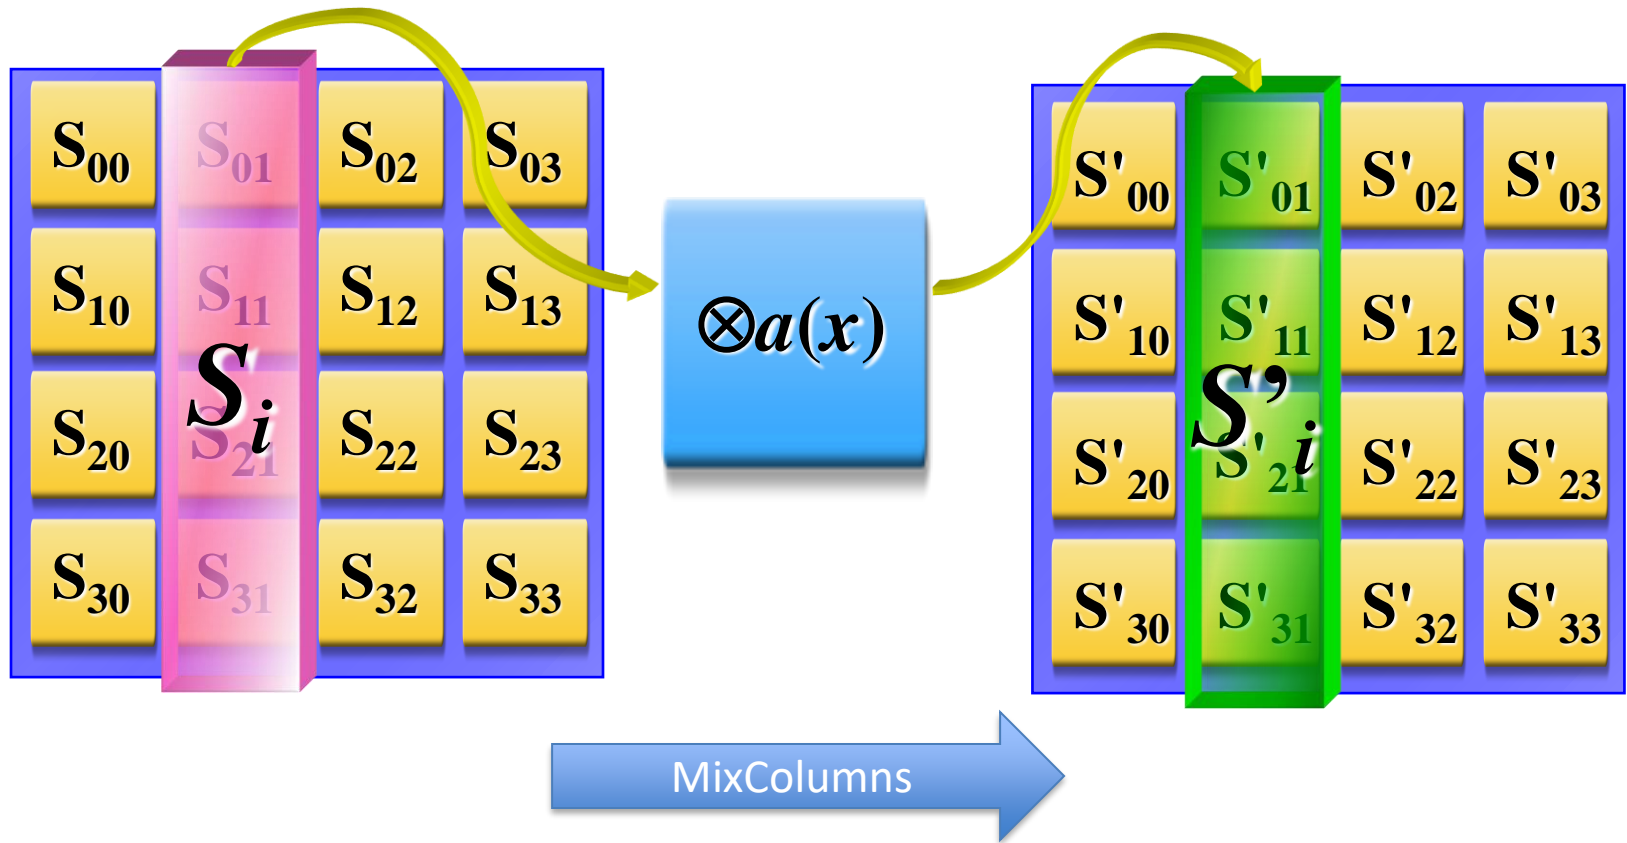 S00 S01 S02 S03
S10 S11 S12 S13
S20 S21 S22 S23
S30 S31 S32 S33
Si
⊗a(x)
S'00 S'01 S'02 S'03
S'10 S'11 S'12 S'13
S'20 S'21 S'22 S'23
S'30 S'31 S'32 S'33
S’i
MixColumns